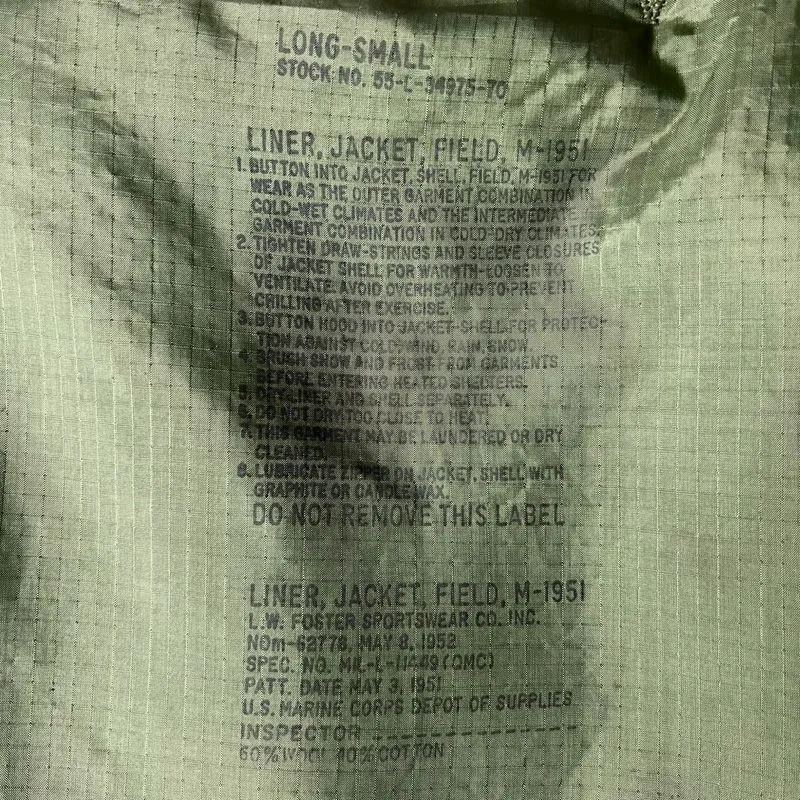 LONG-SMALL
STOCK NO. 55-L-34975-70
LINER, JACKET, FIELD, M-1951
1. BUTTON INTO JACKET, SHELL, FIELD, M-1951 FOR
WEAR AS THE OUTER GARMENT COMBINATION IN
COLD-WET CLIMATES AND THE INTERMEDIATE
GARMENT COMBINATION IN COLD-DRY CLIMATES.
2. TIGHTEN DRAW-STRINGS AND SLEEVE CLOSURES
OF JACKET SHELL FOR WARMTH-LOOSEN TO
VENTILATE. AVOID OVERHEATING TO PREVENT
CHILLING AFTER EXERCISE.
3. BUTTON HOOD INTO JACKET-SHELL FOR PROTEC-
TION AGAINST COLD, WIND, RAIN, SNOW.
4. BRUSH SNOW AND FROST FROM GARMENTS
BEFORE ENTERING HEATED SHELTERS.
5. DRY LINER AND SHELL SEPARATELY.
6. DO NOT DRY TOO CLOSE TO HEAT.
7. THIS GARMENT MAY BE LAUNDERED OR DRY
CLEANED.
8. LUBRICATE ZIPPER ON JACKET, SHELL WITH
GRAPHITE OR CANDLE WAX.
DO NOT REMOVE THIS LABEL
LINER, JACKET, FIELD, M-1951
L.W. FOSTER SPORTSWEAR CO. INC.
NOm-62778, MAY 8, 1952
SPEC. NO. MIL-L-11449 (QMC)
PATT. DATE MAY 3, 1951
U.S. MARINE CORPS DEPOT OF SUPPLIES
INSPECTOR
60% WOOL 40% COTTON